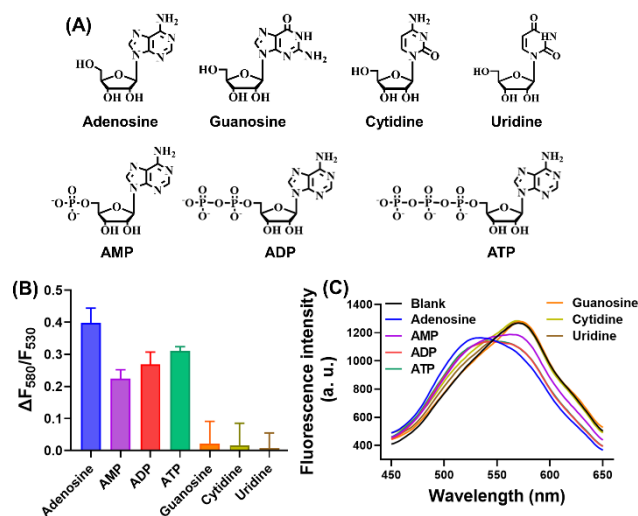 (A)
NH₂
N
N
N
N
HO
O
OH OH
Adenosine
O
N
NH
N
N
NH₂
HO
O
OH OH
Guanosine
NH₂
N
N
O
HO
O
OH OH
Cytidine
O
HN
N
O
HO
O
OH OH
Uridine
NH₂
N
N
N
N
O
⁻O-P-O
O⁻
O
OH OH
AMP
NH₂
N
N
N
N
O O
⁻O-P-O-P-O
O⁻ O⁻
O
OH OH
ADP
NH₂
N
N
N
N
O O O
⁻O-P-O-P-O-P-O
O⁻ O⁻ O⁻
O
OH OH
ATP
(B)
ΔF₅₈₀/F₅₃₀
0.5
0.4
0.3
0.2
0.1
0.0
Adenosine
AMP
ADP
ATP
Guanosine
Cytidine
Uridine
(C)
Fluorescence intensity
(a. u.)
1400
1200
1000
800
600
400
Blank
Adenosine
AMP
ADP
ATP
Guanosine
Cytidine
Uridine
450 500 550 600 650
Wavelength (nm)